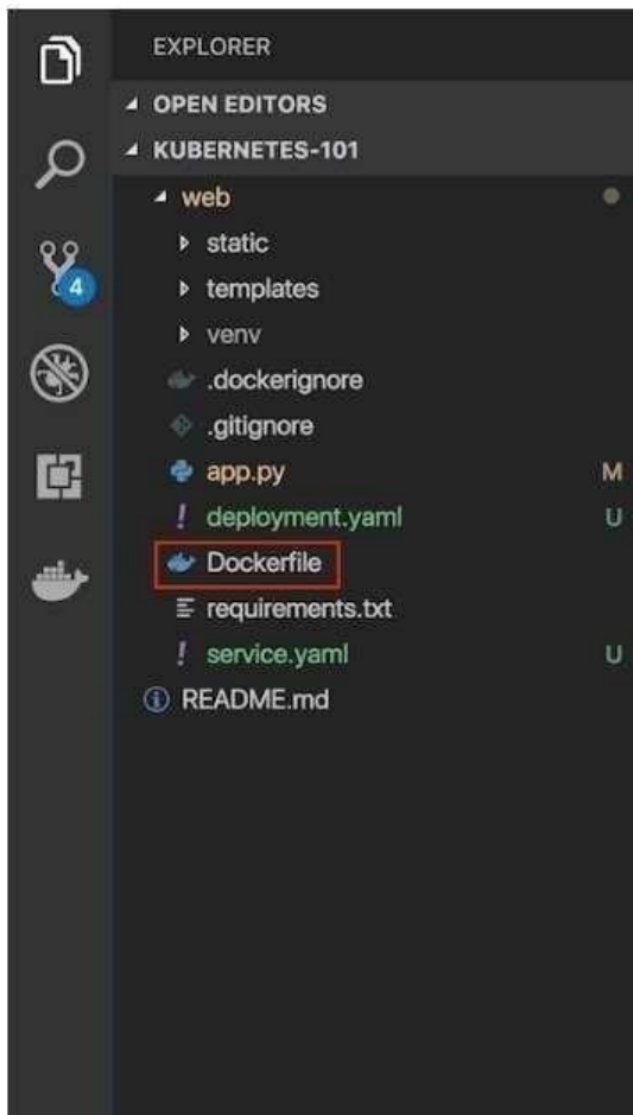 EXPLORER
OPEN EDITORS
KUBERNETES-101
web
static
templates
4
venv
.dockerignore
.gitignore
app.py M
deployment.yaml U
Dockerfile
requirements.txt
service.yaml U
README.md